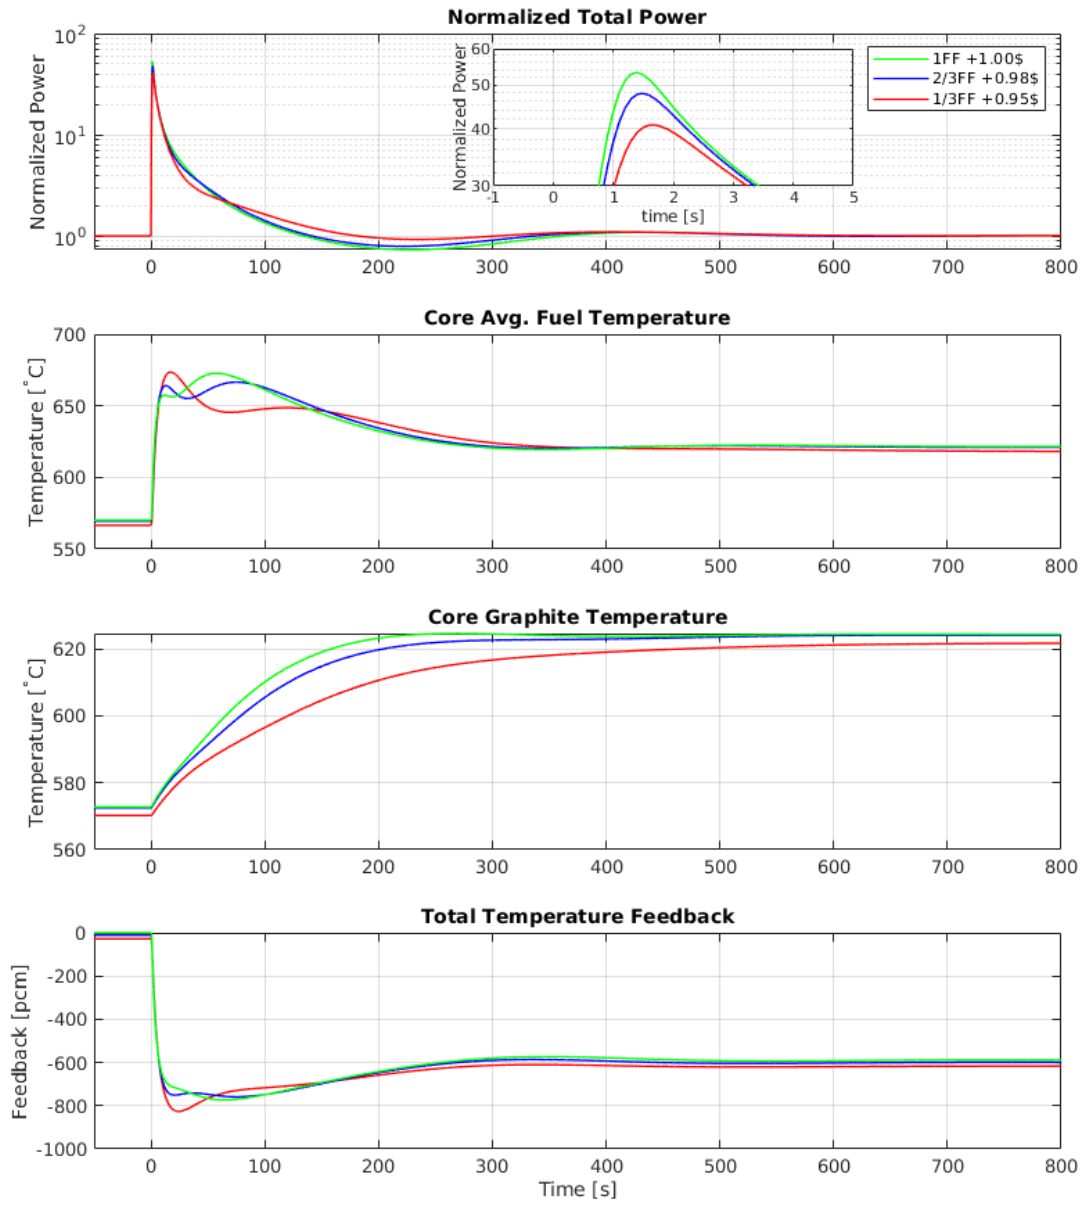 Normalized Total Power
Normalized Power
10^2
10^1
10^0
0 100 200 300 400 500 600 700 800
Normalized Power
60
50
40
30
-1 0 1 2 3 4 5
time [s]
1FF +1.00$
2/3FF +0.98$
1/3FF +0.95$
Core Avg. Fuel Temperature
Temperature [°C]
700
650
600
550
0 100 200 300 400 500 600 700 800
Core Graphite Temperature
Temperature [°C]
620
600
580
560
0 100 200 300 400 500 600 700 800
Total Temperature Feedback
Feedback [pcm]
0
-200
-400
-600
-800
-1000
0 100 200 300 400 500 600 700 800
Time [s]